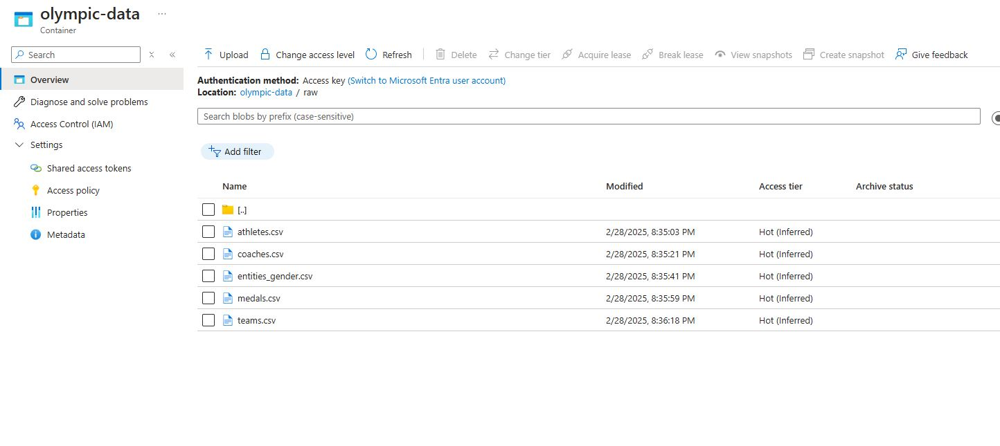 olympic-data ...
Container
Search
Upload Change access level Refresh Delete Change tier Acquire lease Break lease View snapshots Create snapshot Give feedback
Overview
Diagnose and solve problems
Access Control (IAM)
Settings
Shared access tokens
Access policy
Properties
Metadata
Authentication method: Access key (Switch to Microsoft Entra user account)
Location: olympic-data / raw
Search blobs by prefix (case-sensitive)
Add filter
Name Modified Access tier Archive status
[..]
athletes.csv 2/28/2025, 8:35:03 PM Hot (Inferred)
coaches.csv 2/28/2025, 8:35:21 PM Hot (Inferred)
entities_gender.csv 2/28/2025, 8:35:41 PM Hot (Inferred)
medals.csv 2/28/2025, 8:35:59 PM Hot (Inferred)
teams.csv 2/28/2025, 8:36:18 PM Hot (Inferred)